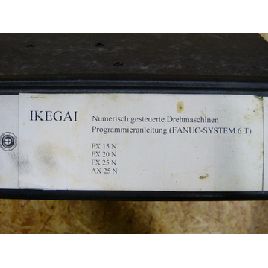 IKEGAI
Numerisch gesteuerte Drehmaschinen
Programmieranleitung (FANUC-SYSTEM 6 T)
FX 15 N
FX 20 N
FX 25 N
AX 25 N